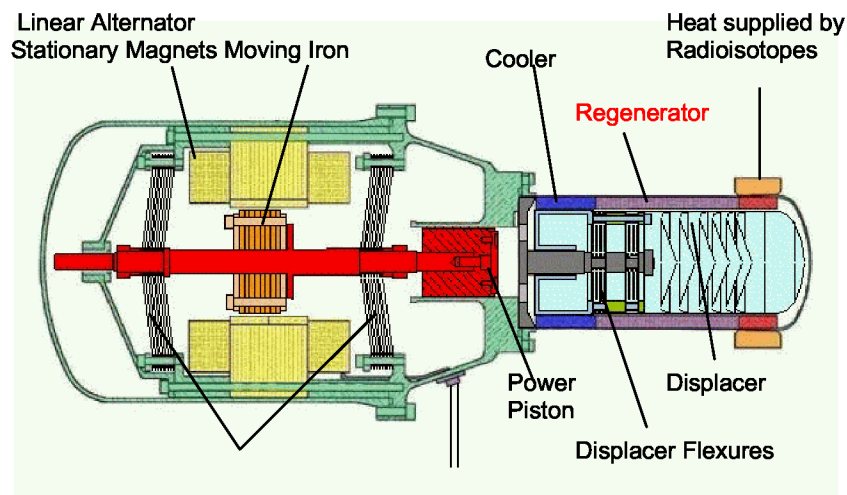 Linear Alternator
Stationary Magnets Moving Iron
Cooler
Heat supplied by
Radioisotopes
Regenerator
Power
Piston
Displacer
Displacer Flexures